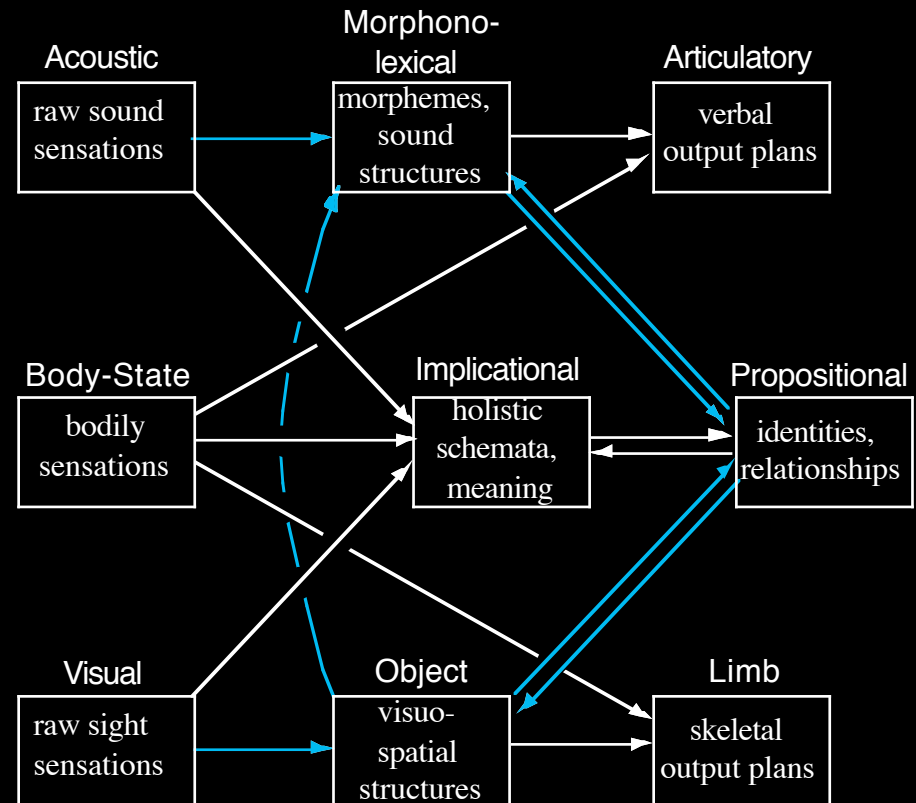 Acoustic
raw sound
sensations
Morphono-
lexical
morphemes,
sound
structures
Articulatory
verbal
output plans
Body-State
bodily
sensations
Implicational
holistic
schemata,
meaning
Propositional
identities,
relationships
Visual
raw sight
sensations
Object
visuo-
spatial
structures
Limb
skeletal
output plans